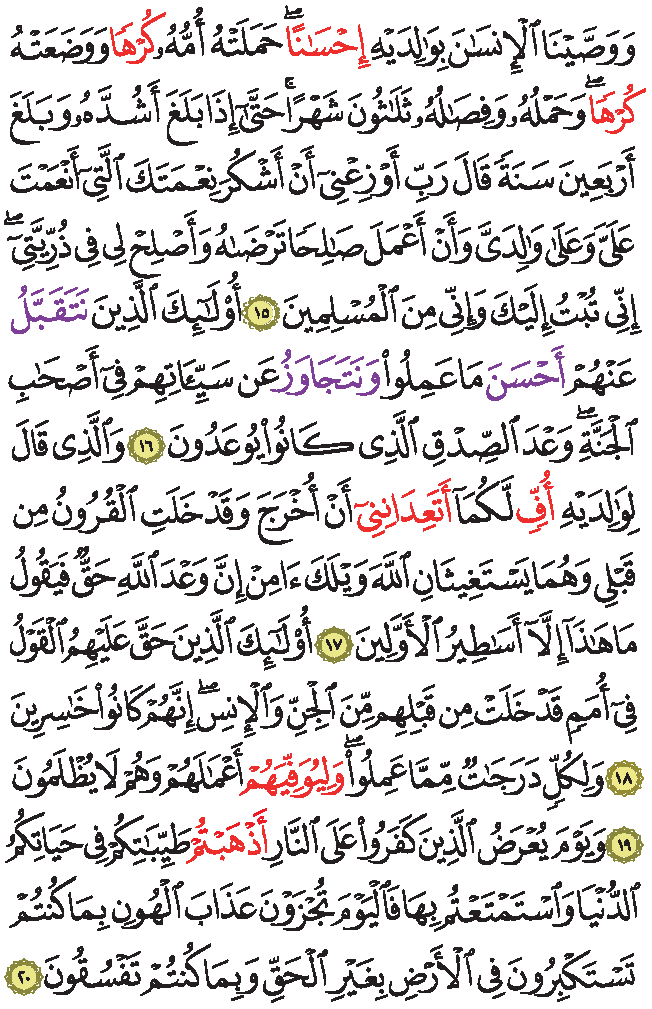 وَوَصَّيْنَا ٱلْإِنسَٰنَ بِوَٰلِدَيْهِ إِحْسَٰنًاۖ حَمَلَتْهُ أُمُّهُۥ كُرْهًا وَوَضَعَتْهُ
كُرْهًاۖ وَحَمْلُهُۥ وَفِصَٰلُهُۥ ثَلَٰثُونَ شَهْرًاۚ حَتَّىٰٓ إِذَا بَلَغَ أَشُدَّهُۥ وَبَلَغَ
أَرْبَعِينَ سَنَةً قَالَ رَبِّ أَوْزِعْنِىٓ أَنْ أَشْكُرَ نِعْمَتَكَ ٱلَّتِىٓ أَنْعَمْتَ
عَلَىَّ وَعَلَىٰ وَٰلِدَىَّ وَأَنْ أَعْمَلَ صَٰلِحًا تَرْضَىٰهُ وَأَصْلِحْ لِى فِى ذُرِّيَّتِىٓۖ
إِنِّى تُبْتُ إِلَيْكَ وَإِنِّى مِنَ ٱلْمُسْلِمِينَ ١٥ أُو۟لَٰٓئِكَ ٱلَّذِينَ نَتَقَبَّلُ
عَنْهُمْ أَحْسَنَ مَا عَمِلُوا۟ وَنَتَجَاوَزُ عَن سَيِّـَٔاتِهِمْ فِىٓ أَصْحَٰبِ
ٱلْجَنَّةِۖ وَعْدَ ٱلصِّدْقِ ٱلَّذِى كَانُوا۟ يُوعَدُونَ ١٦ وَٱلَّذِى قَالَ
لِوَٰلِدَيْهِ أُفٍّ لَّكُمَآ أَتَعِدَانِنِىٓ أَنْ أُخْرَجَ وَقَدْ خَلَتِ ٱلْقُرُونُ مِن
قَبْلِى وَهُمَا يَسْتَغِيثَانِ ٱللَّهَ وَيْلَكَ ءَامِنْ إِنَّ وَعْدَ ٱللَّهِ حَقٌّ فَيَقُولُ
مَا هَٰذَآ إِلَّآ أَسَٰطِيرُ ٱلْأَوَّلِينَ ١٧ أُو۟لَٰٓئِكَ ٱلَّذِينَ حَقَّ عَلَيْهِمُ ٱلْقَوْلُ
فِىٓ أُمَمٍ قَدْ خَلَتْ مِن قَبْلِهِم مِّنَ ٱلْجِنِّ وَٱلْإِنسِۖ إِنَّهُمْ كَانُوا۟ خَٰسِرِينَ
١٨ وَلِكُلٍّ دَرَجَٰتٌ مِّمَّا عَمِلُوا۟ۖ وَلِيُوَفِّيَهُمْ أَعْمَٰلَهُمْ وَهُمْ لَا يُظْلَمُونَ
١٩ وَيَوْمَ يُعْرَضُ ٱلَّذِينَ كَفَرُوا۟ عَلَى ٱلنَّارِ أَذْهَبْتُمْ طَيِّبَٰتِكُمْ فِى حَيَاتِكُمُ
ٱلدُّنْيَا وَٱسْتَمْتَعْتُم بِهَا فَٱلْيَوْمَ تُجْزَوْنَ عَذَابَ ٱلْهُونِ بِمَا كُنتُمْ
تَسْتَكْبِرُونَ فِى ٱلْأَرْضِ بِغَيْرِ ٱلْحَقِّ وَبِمَا كُنتُمْ تَفْسُقُونَ ٢٠